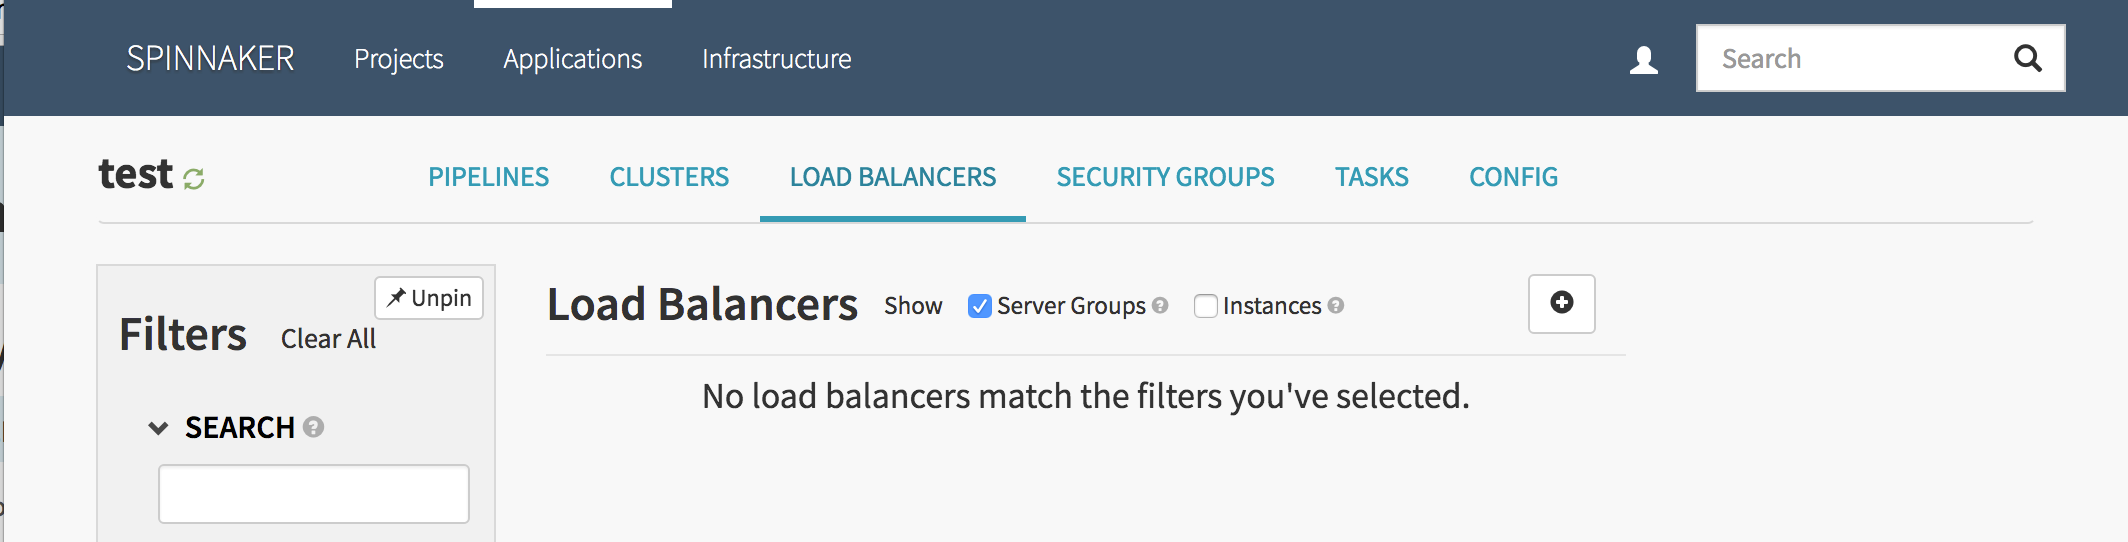 SPINNAKER Projects Applications Infrastructure Search
test PIPELINES CLUSTERS LOAD BALANCERS SECURITY GROUPS TASKS CONFIG
Unpin
Filters Clear All
SEARCH
Load Balancers Show Server Groups Instances
No load balancers match the filters you've selected.